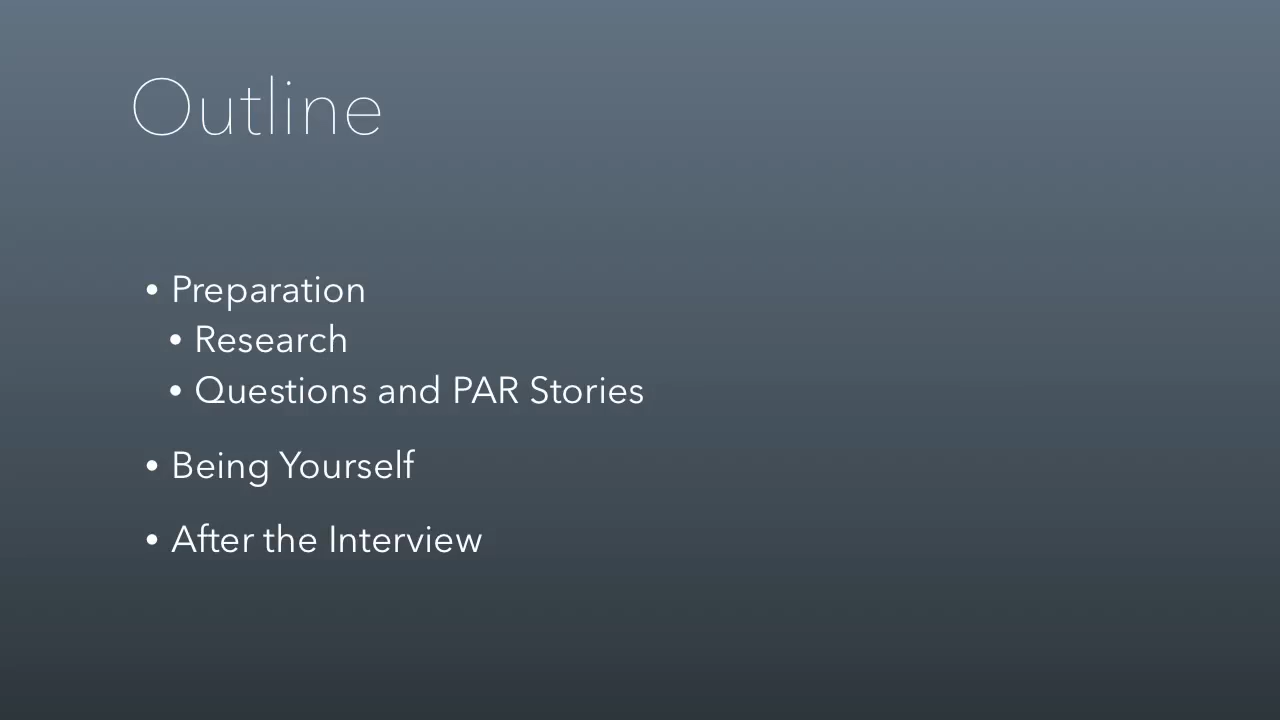 Outline
• Preparation
• Research
• Questions and PAR Stories
• Being Yourself
• After the Interview